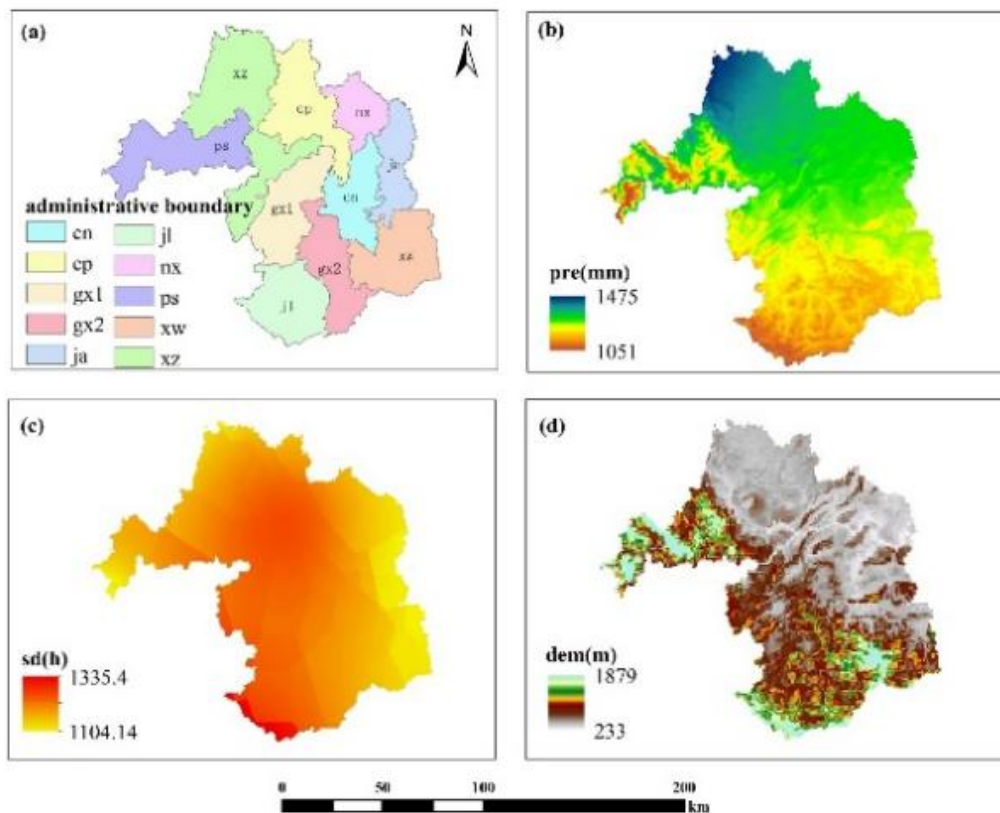 (a)
N
xz
cp
nx
ja
ps
gx1
cn
gx2
xw
jl
administrative boundary
cn
jl
cp
nx
gx1
ps
gx2
xw
ja
xz
(b)
pre(mm)
1475
1051
(c)
sd(h)
1335.4
1104.14
(d)
dem(m)
1879
233
0 50 100 200
km